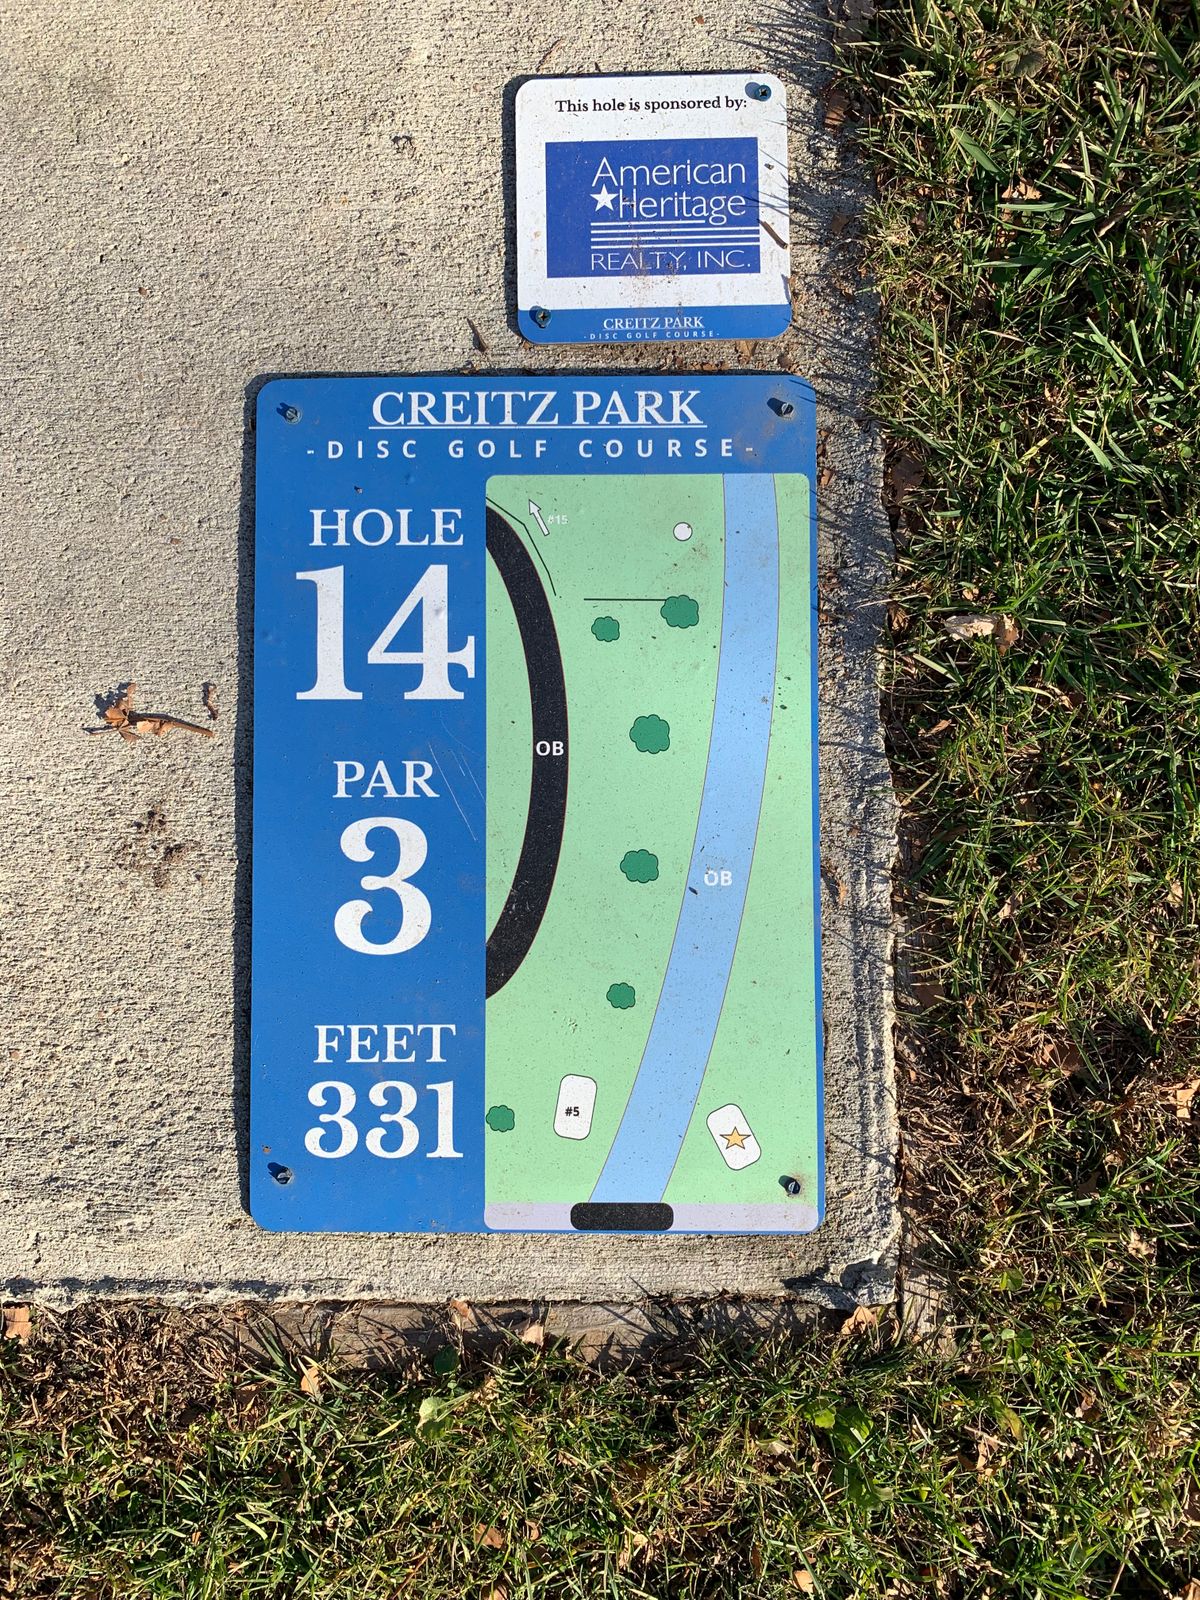 This hole is sponsored by:
American
Heritage
REALTY, INC.
CREITZ PARK
-DISC GOLF COURSE-
CREITZ PARK
-DISC GOLF COURSE-
HOLE
14
PAR
3
FEET
331
#15
OB
OB
#5